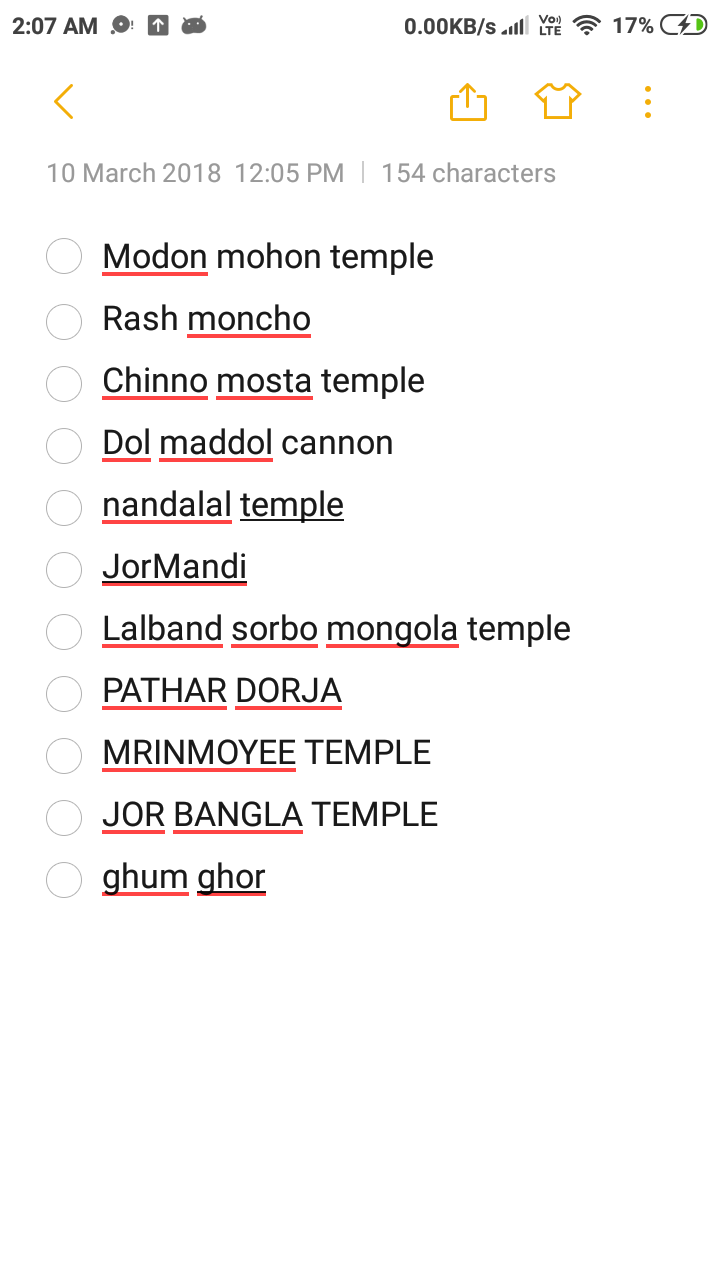 2:07 AM 0.00KB/s Vo) LTE 17%
10 March 2018 12:05 PM | 154 characters
Modon mohon temple
Rash moncho
Chinno mosta temple
Dol maddol cannon
nandalal temple
JorMandi
Lalband sorbo mongola temple
PATHAR DORJA
MRINMOYEE TEMPLE
JOR BANGLA TEMPLE
ghum ghor